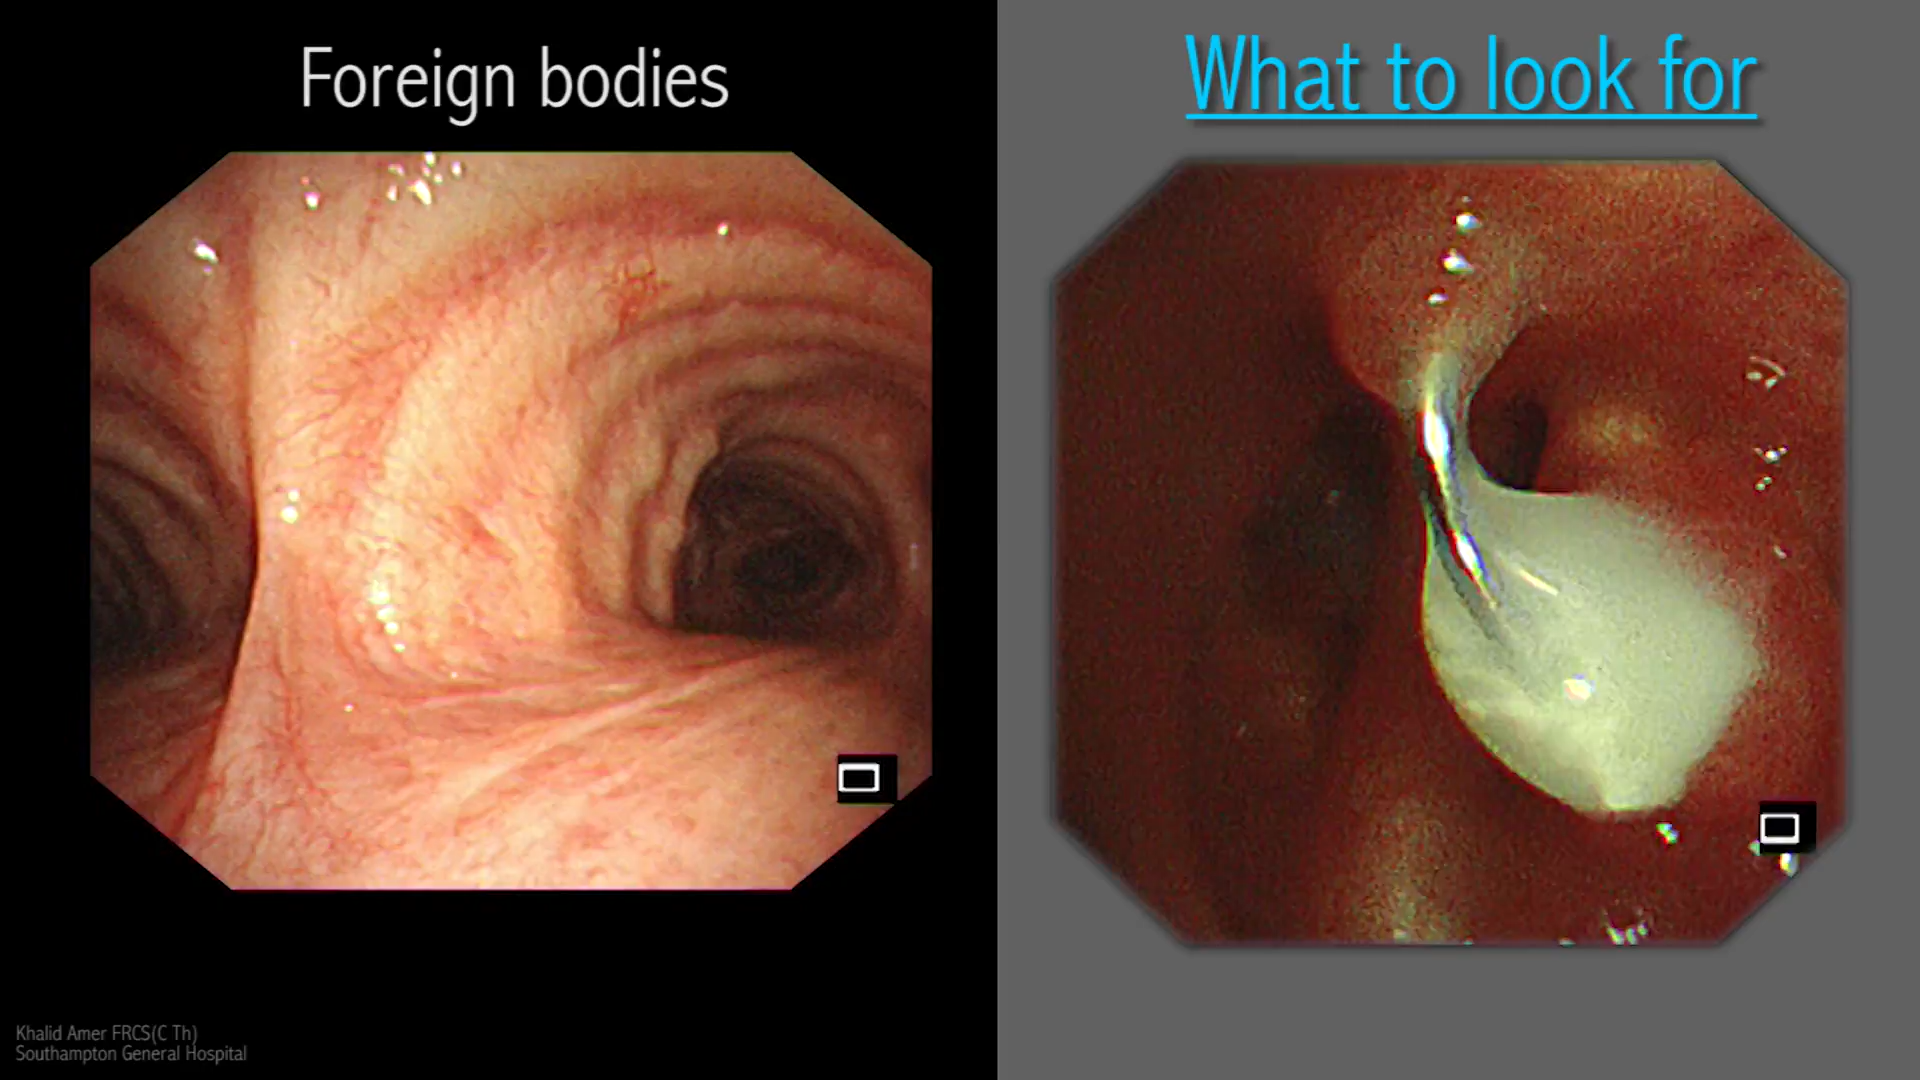 Foreign bodies
What to look for
Khalid Amer FRCS(C Th)
Southampton General Hospital